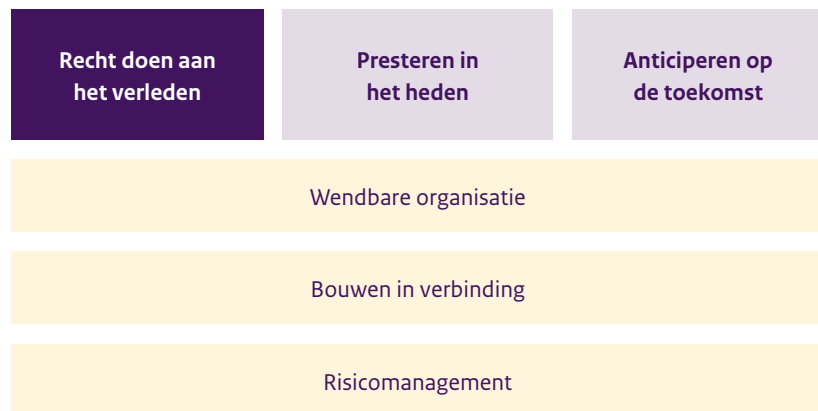 Recht doen aan
het verleden
Presteren in
het heden
Anticiperen op
de toekomst
Wendbare organisatie
Bouwen in verbinding
Risicomanagement